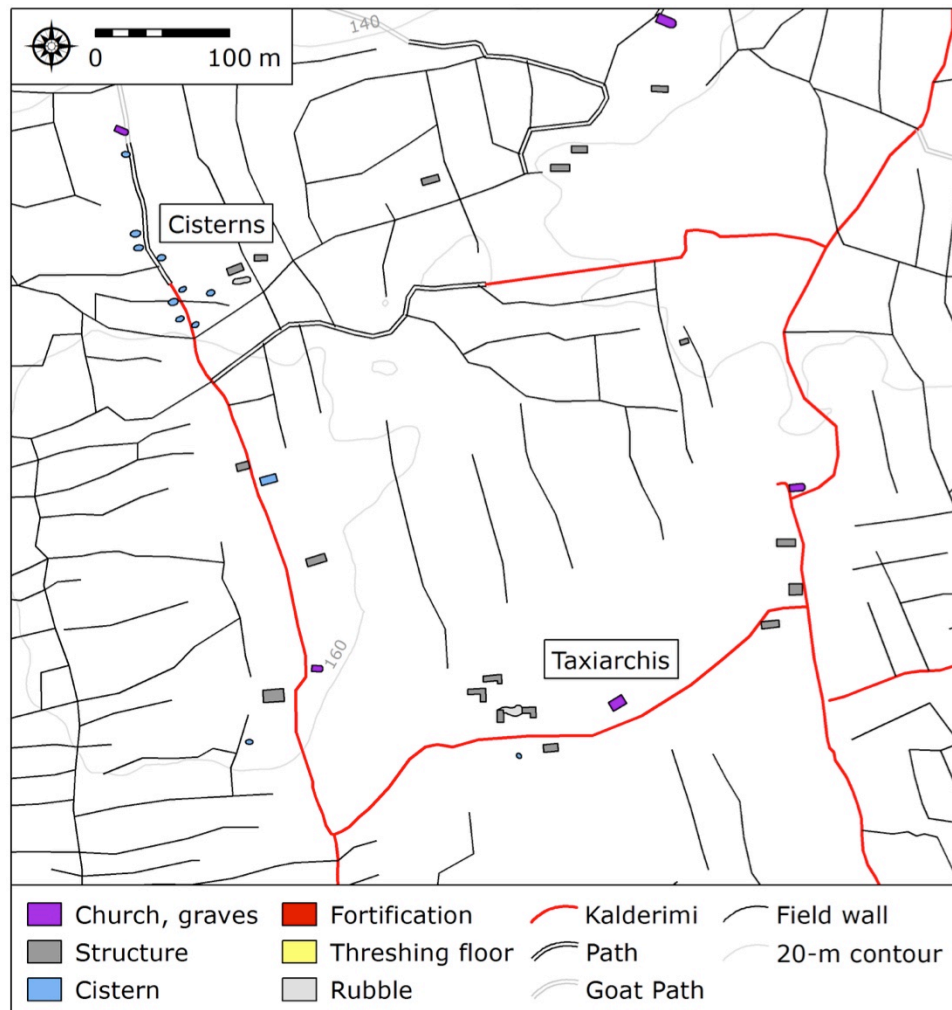 0 100 m
140
Cisterns
160
Taxiarchis
Church, graves Fortification Kalderimi Field wall
Structure Threshing floor Path 20-m contour
Cistern Rubble Goat Path